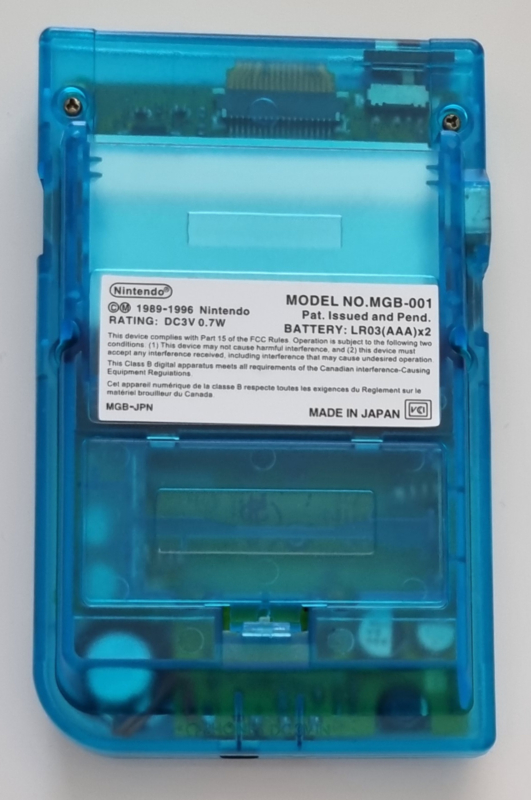 Nintendo®
©Ⓜ 1989-1996 Nintendo
RATING: DC3V 0.7W
MODEL NO.MGB-001
Pat. Issued and Pend.
BATTERY: LR03(AAA)x2
This device complies with Part 15 of the FCC Rules. Operation is subject to the following two
conditions: (1) This device may not cause harmful interference, and (2) this device must
accept any interference received, including interference that may cause undesired operation
This Class B digital apparatus meets all requirements of the Canadian interference-Causing
Equipment Regulations.
Cet appareil numérique de la classe B respecte toutes les exigences du Reglement sur le
matériel brouilleur du Canada
MGB-JPN
MADE IN JAPAN
VCI